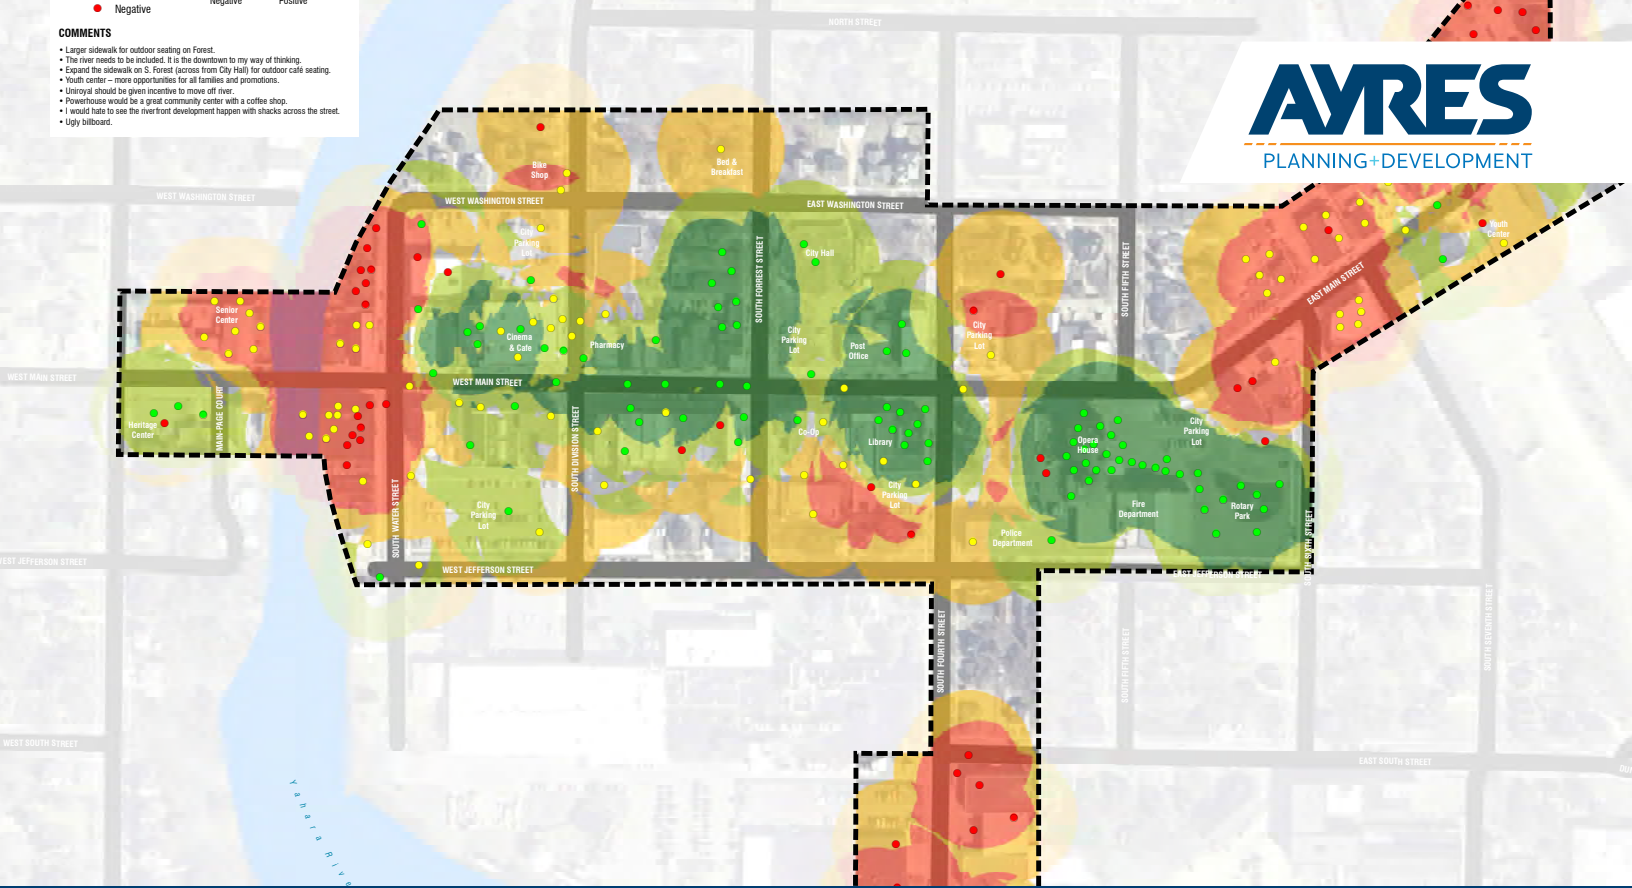 Negative
Negative
Positive
COMMENTS
• Larger sidewalk for outdoor seating on Forest.
• The river needs to be included. It is the downtown to my way of thinking.
• Expand the sidewalk on S. Forest (across from City Hall) for outdoor café seating.
• Youth center – more opportunities for all families and promotions.
• Uniroyal should be given incentive to move off river.
• Powerhouse would be a great community center with a coffee shop.
• I would hate to see the riverfront development happen with shacks across the street.
• Ugly billboard.
NORTH STREET
AYRES
PLANNING+DEVELOPMENT
Bike
Shop
Bed &
Breakfast
WEST WASHINGTON STREET
WEST WASHINGTON STREET
EAST WASHINGTON STREET
City
Parking
Lot
City Hall
Youth
Center
SOUTH FORREST STREET
SOUTH FIFTH STREET
EAST MAIN STREET
Senior
Center
Cinema
& Cafe
Pharmacy
City
Parking
Lot
Post
Office
City
Parking
Lot
WEST MAIN STREET
WEST MAIN STREET
MAIN-PAGE COURT
Heritage
Center
SOUTH DIVISION STREET
Co-Op
Library
Opera
House
City
Parking
Lot
SOUTH WATER STREET
City
Parking
Lot
City
Parking
Lot
Fire
Department
Rotary
Park
Police
Department
SOUTH SIXTH STREET
WEST JEFFERSON STREET
WEST JEFFERSON STREET
EAST JEFFERSON STREET
SOUTH FOURTH STREET
SOUTH FIFTH STREET
SOUTH SEVENTH STREET
WEST SOUTH STREET
EAST SOUTH STREET
Yahara Rive